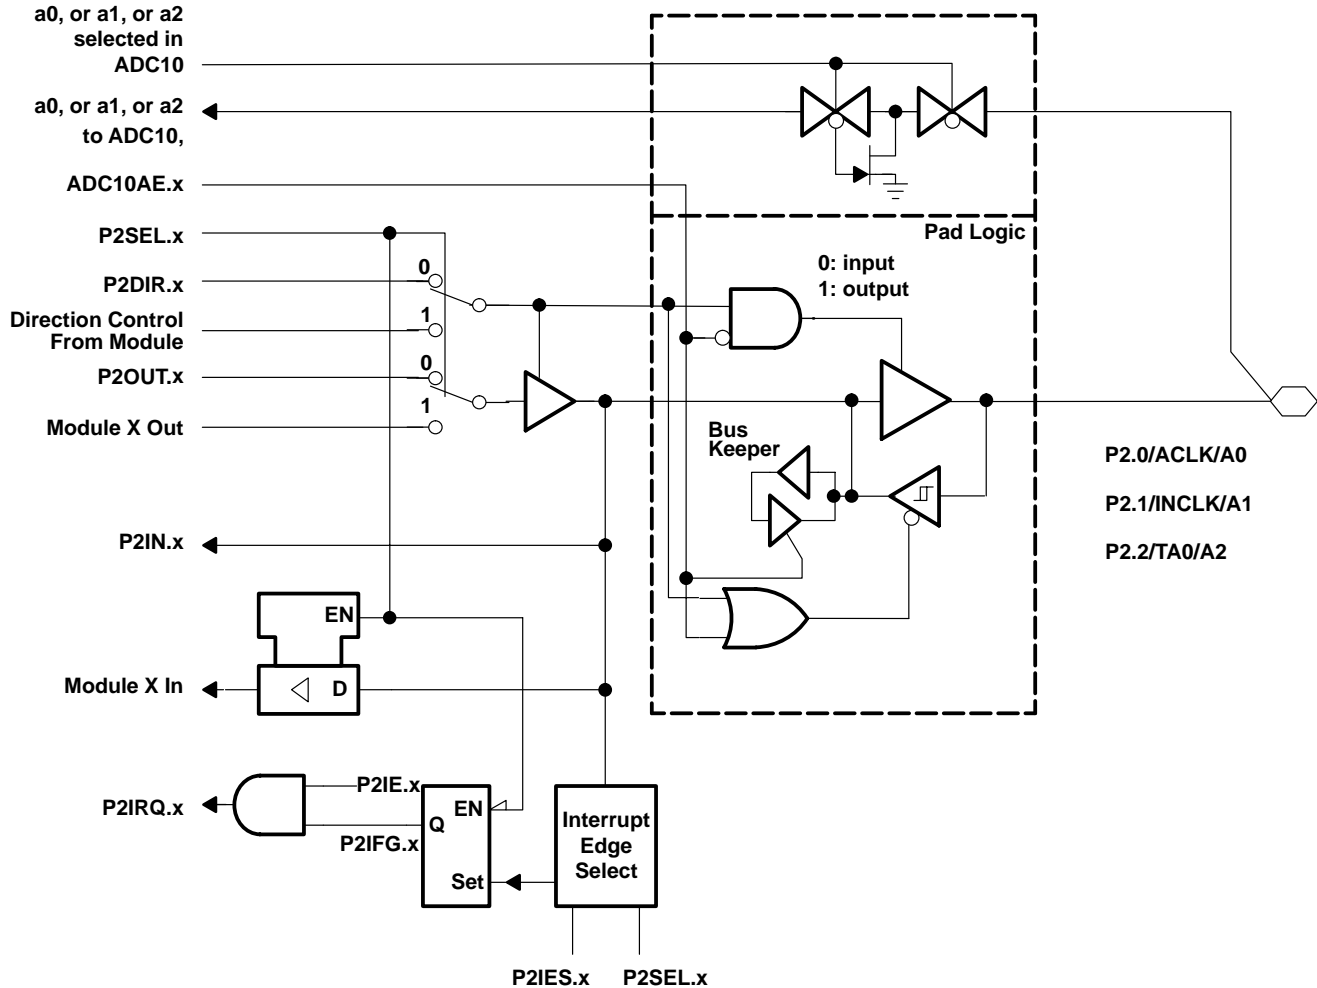 a0, or a1, or a2
selected in
ADC10
a0, or a1, or a2
to ADC10,
ADC10AE.x
P2SEL.x
Pad Logic
0: input
1: output
0
P2DIR.x
1
Direction Control
From Module
0
P2OUT.x
1
Module X Out
Bus
Keeper
P2.0/ACLK/A0
P2.1/INCLK/A1
P2.2/TA0/A2
P2IN.x
EN
Module X In
D
P2IE.x
P2IRQ.x
EN
Q
P2IFG.x
Set
Interrupt
Edge
Select
P2IES.x
P2SEL.x